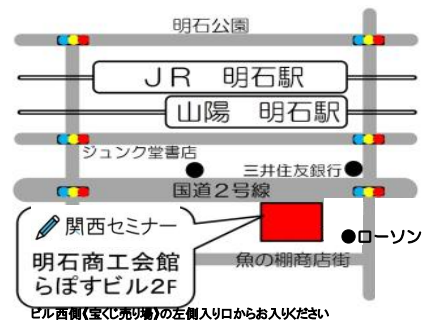 明石公園
JR 明石駅
山陽 明石駅
ジュンク堂書店
三井住友銀行
国道2号線
関西セミナー
明石商工会館
らぽすビル2F
ローソン
魚の棚商店街
ビル西側《宝くじ売り場》の左側入り口からお入りください